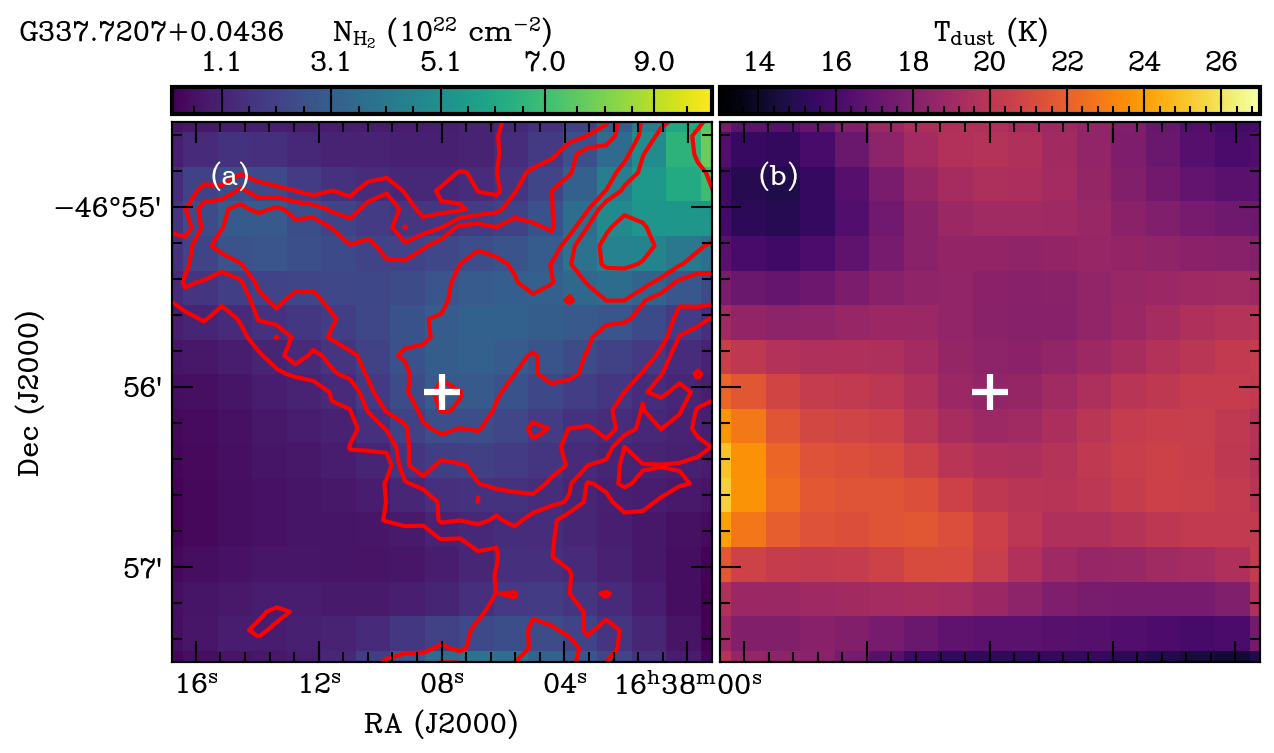 G337.7207+0.0436 N_H₂ (10²² cm⁻²) T_dust (K)
1.1 3.1 5.1 7.0 9.0 14 16 18 20 22 24 26
(a) (b)
−46°55'
56'
57'
Dec (J2000)
16ˢ 12ˢ 08ˢ 04ˢ 16ʰ38ᵐ00ˢ
RA (J2000)